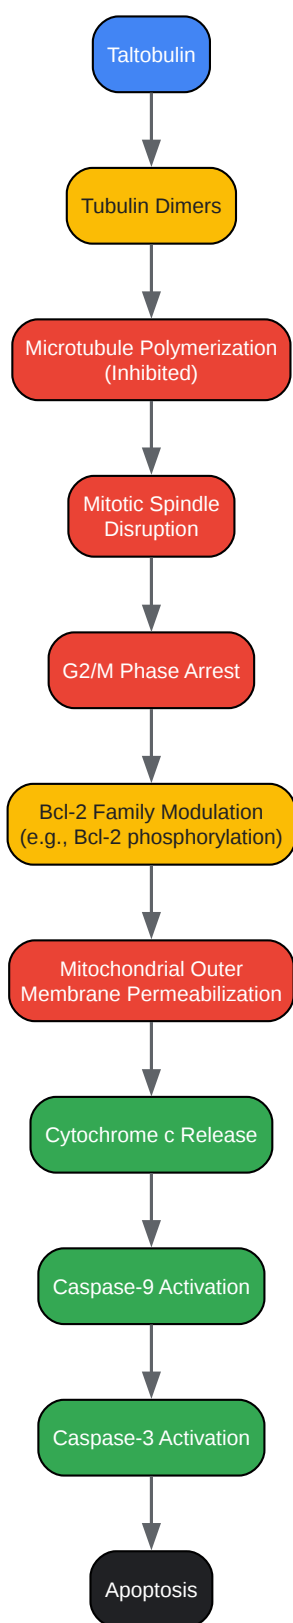 Taltobulin
Tubulin Dimers
Microtubule Polymerization
(Inhibited)
Mitotic Spindle
Disruption
G2/M Phase Arrest
Bcl-2 Family Modulation
(e.g., Bcl-2 phosphorylation)
Mitochondrial Outer
Membrane Permeabilization
Cytochrome c Release
Caspase-9 Activation
Caspase-3 Activation
Apoptosis